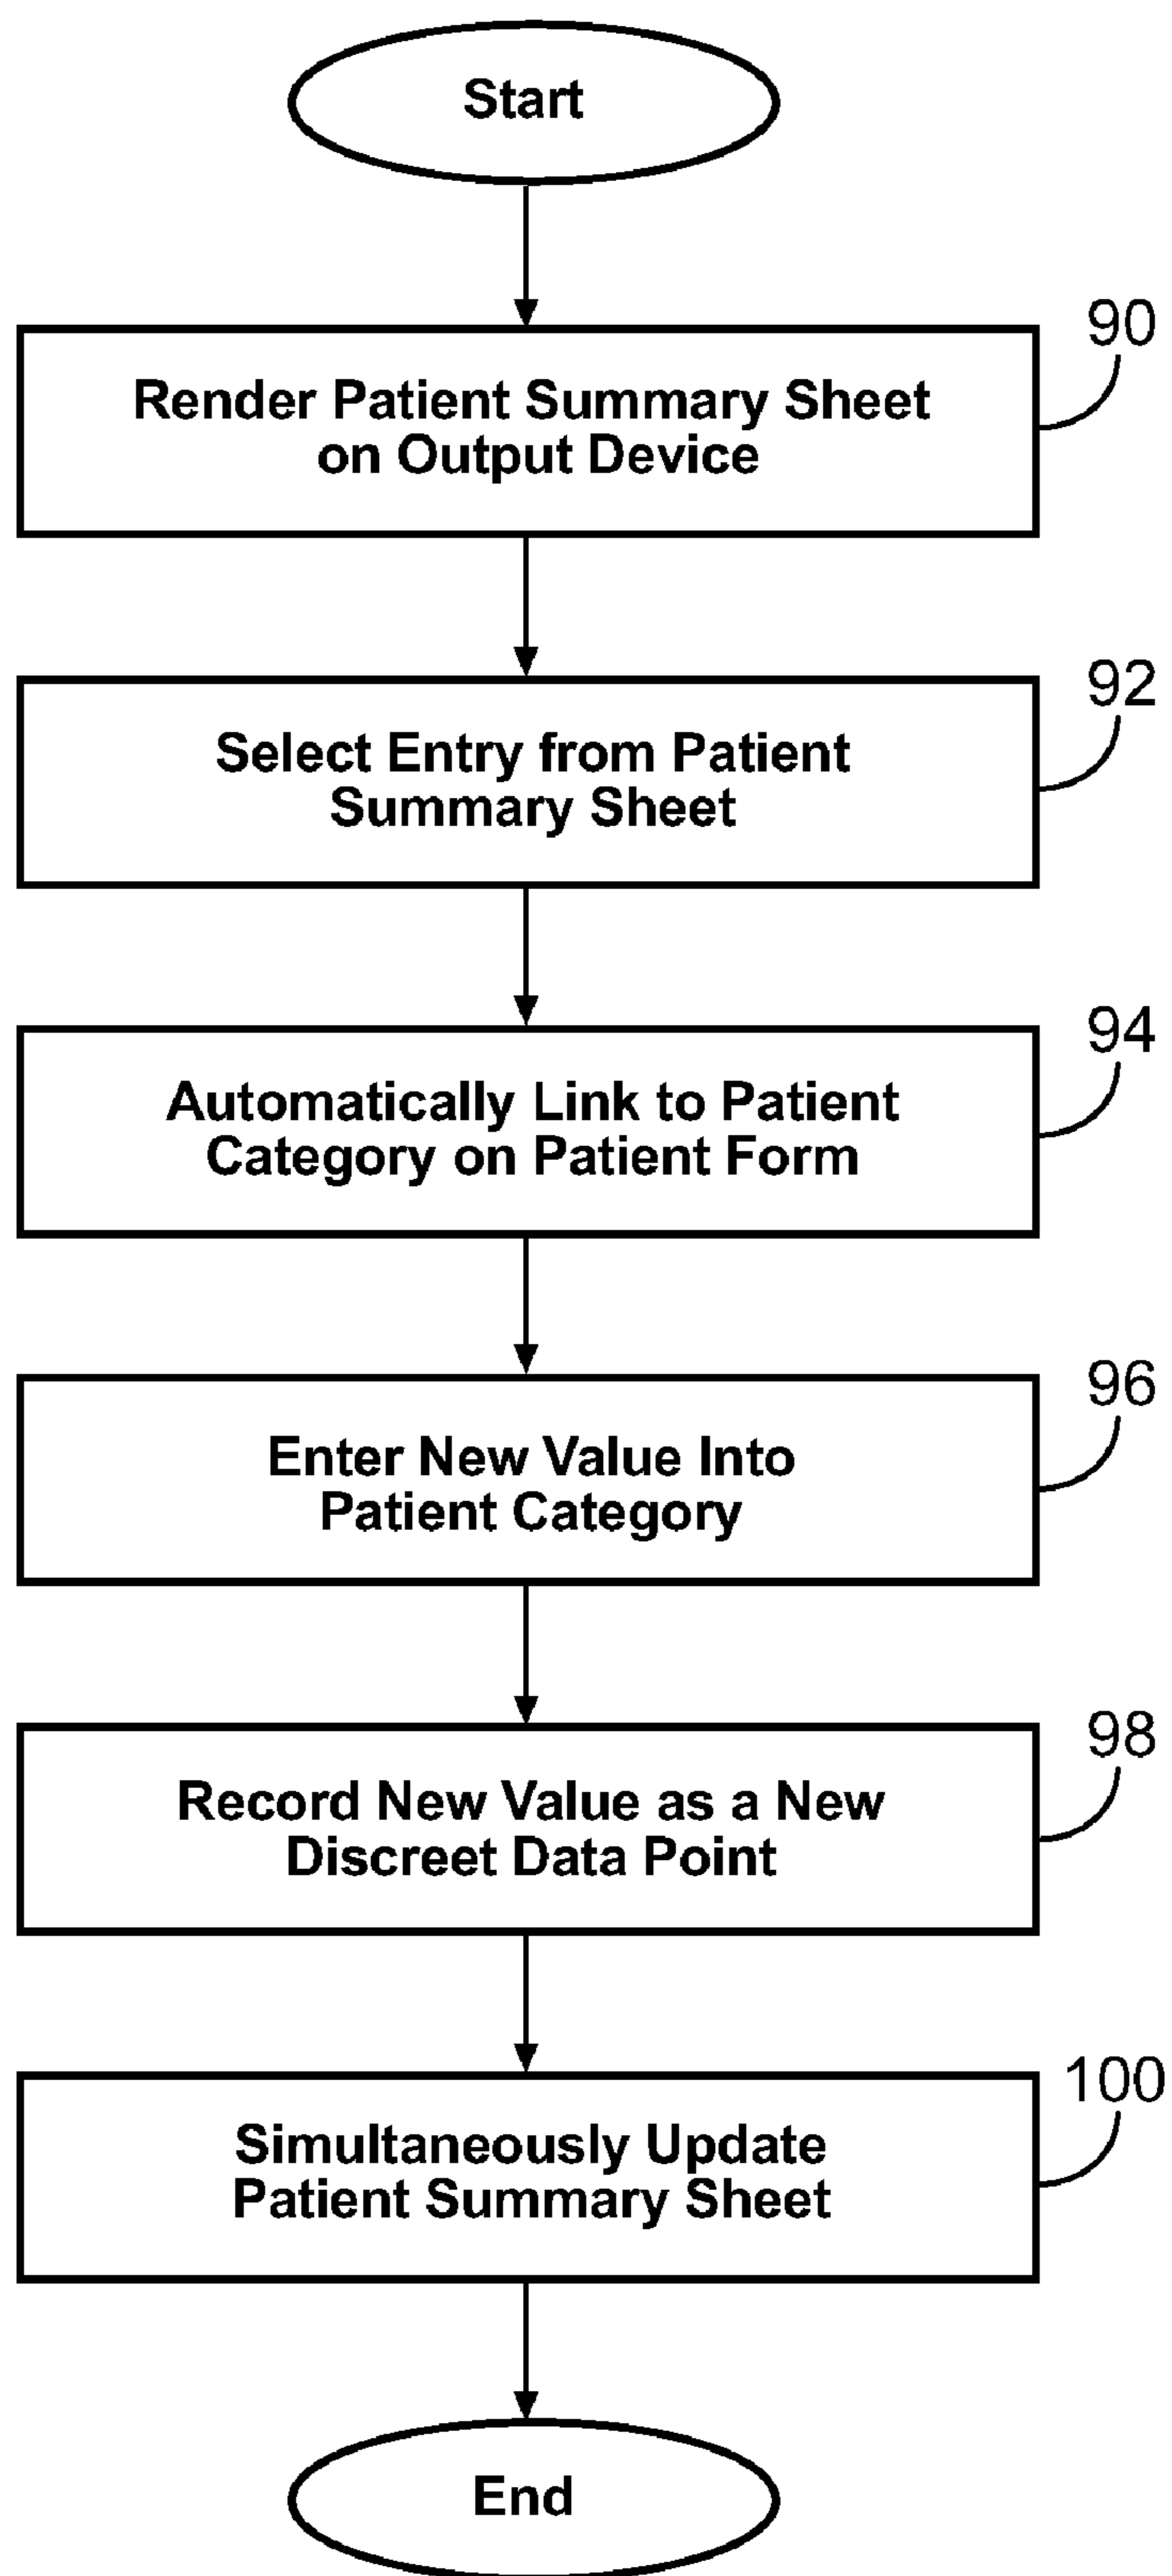 Start
90
Render Patient Summary Sheet
on Output Device
92
Select Entry from Patient
Summary Sheet
94
Automatically Link to Patient
Category on Patient Form
96
Enter New Value Into
Patient Category
98
Record New Value as a New
Discreet Data Point
100
Simultaneously Update
Patient Summary Sheet
End